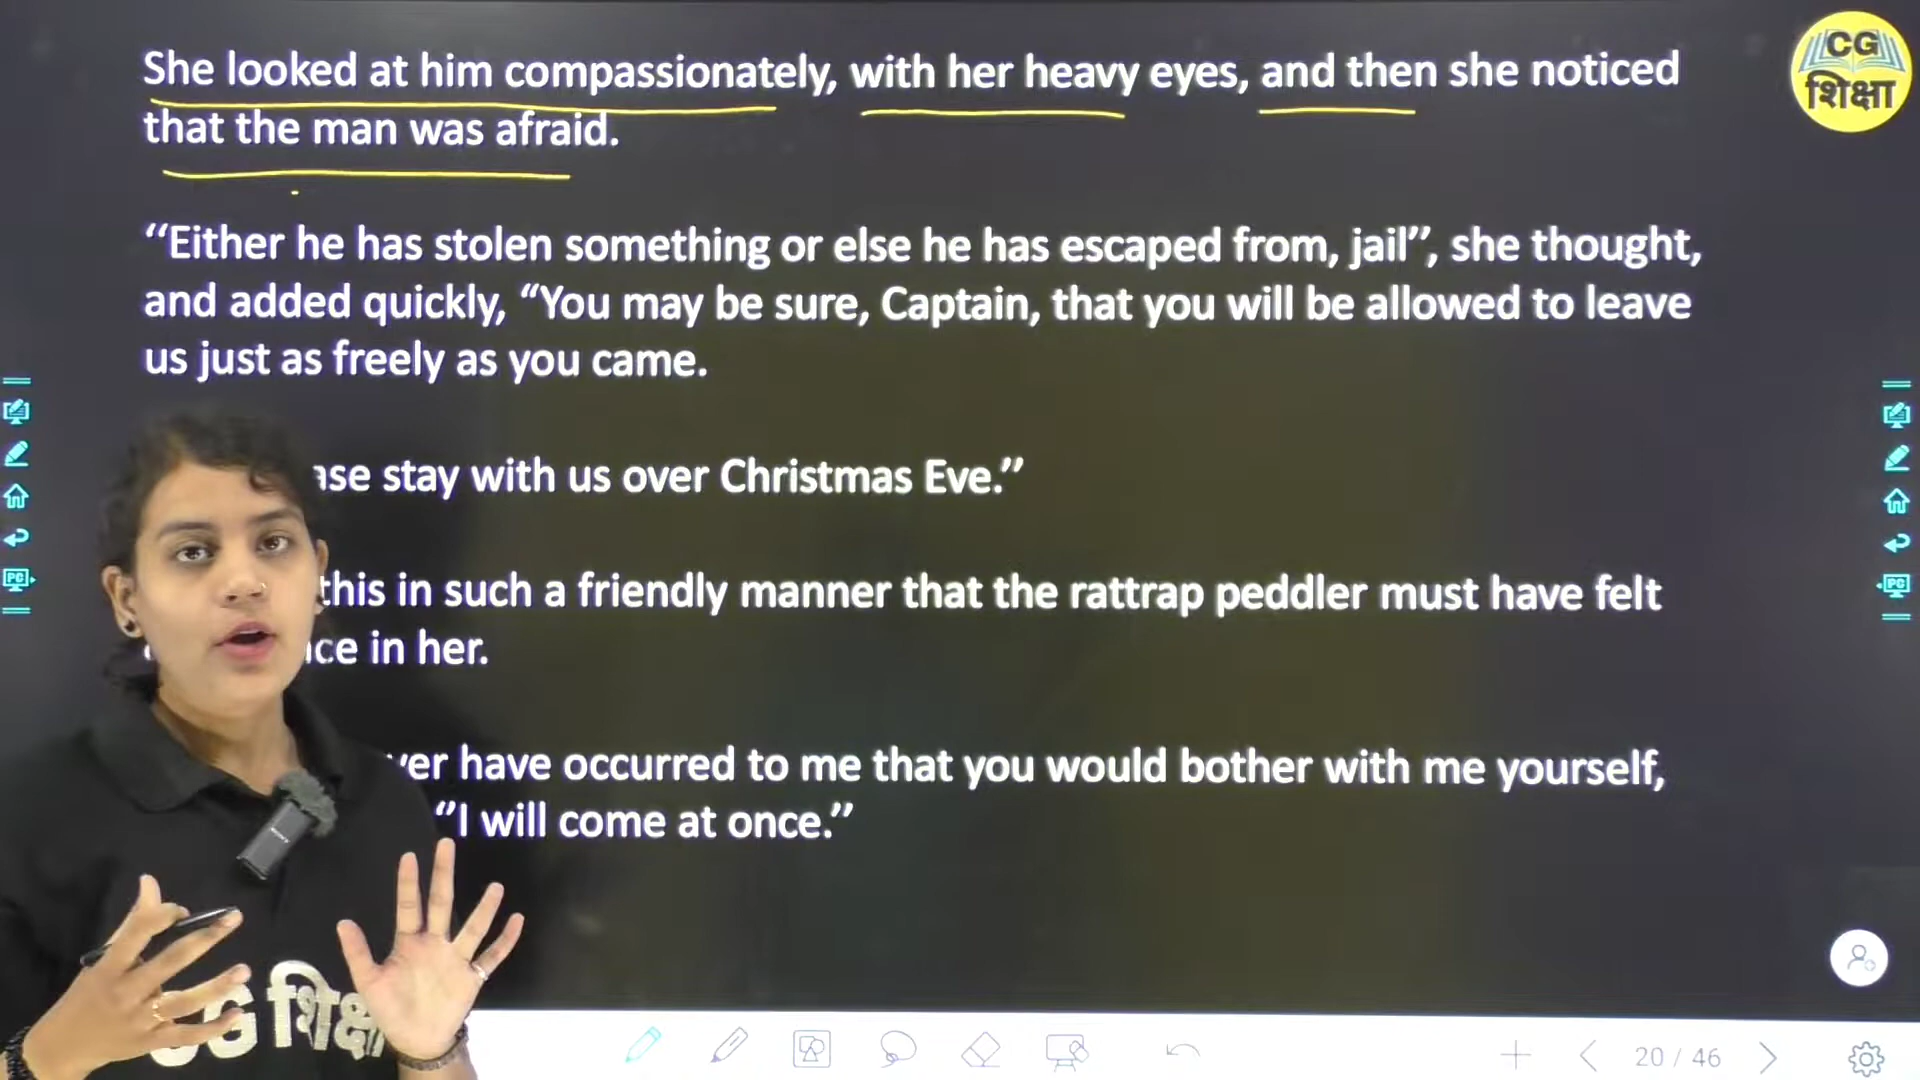 She looked at him compassionately, with her heavy eyes, and then she noticed
that the man was afraid.
“Either he has stolen something or else he has escaped from, jail”, she thought,
and added quickly, “You may be sure, Captain, that you will be allowed to leave
us just as freely as you came.
stay with us over Christmas Eve.”
this in such a friendly manner that the rattrap peddler must have felt
in her.
have occurred to me that you would bother with me yourself,
“I will come at once.”
CG
शिक्षा
PC
PC
CG शिक्षा
SONY
20 / 46